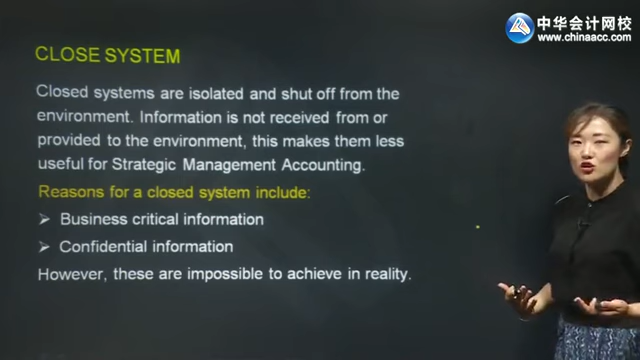 中华会计网校
www.chinaacc.com
CLOSE SYSTEM
Closed systems are isolated and shut off from the
environment. Information is not received from or
provided to the environment, this makes them less
useful for Strategic Management Accounting.
Reasons for a closed system include:
➢ Business critical information
➢ Confidential information
However, these are impossible to achieve in reality.